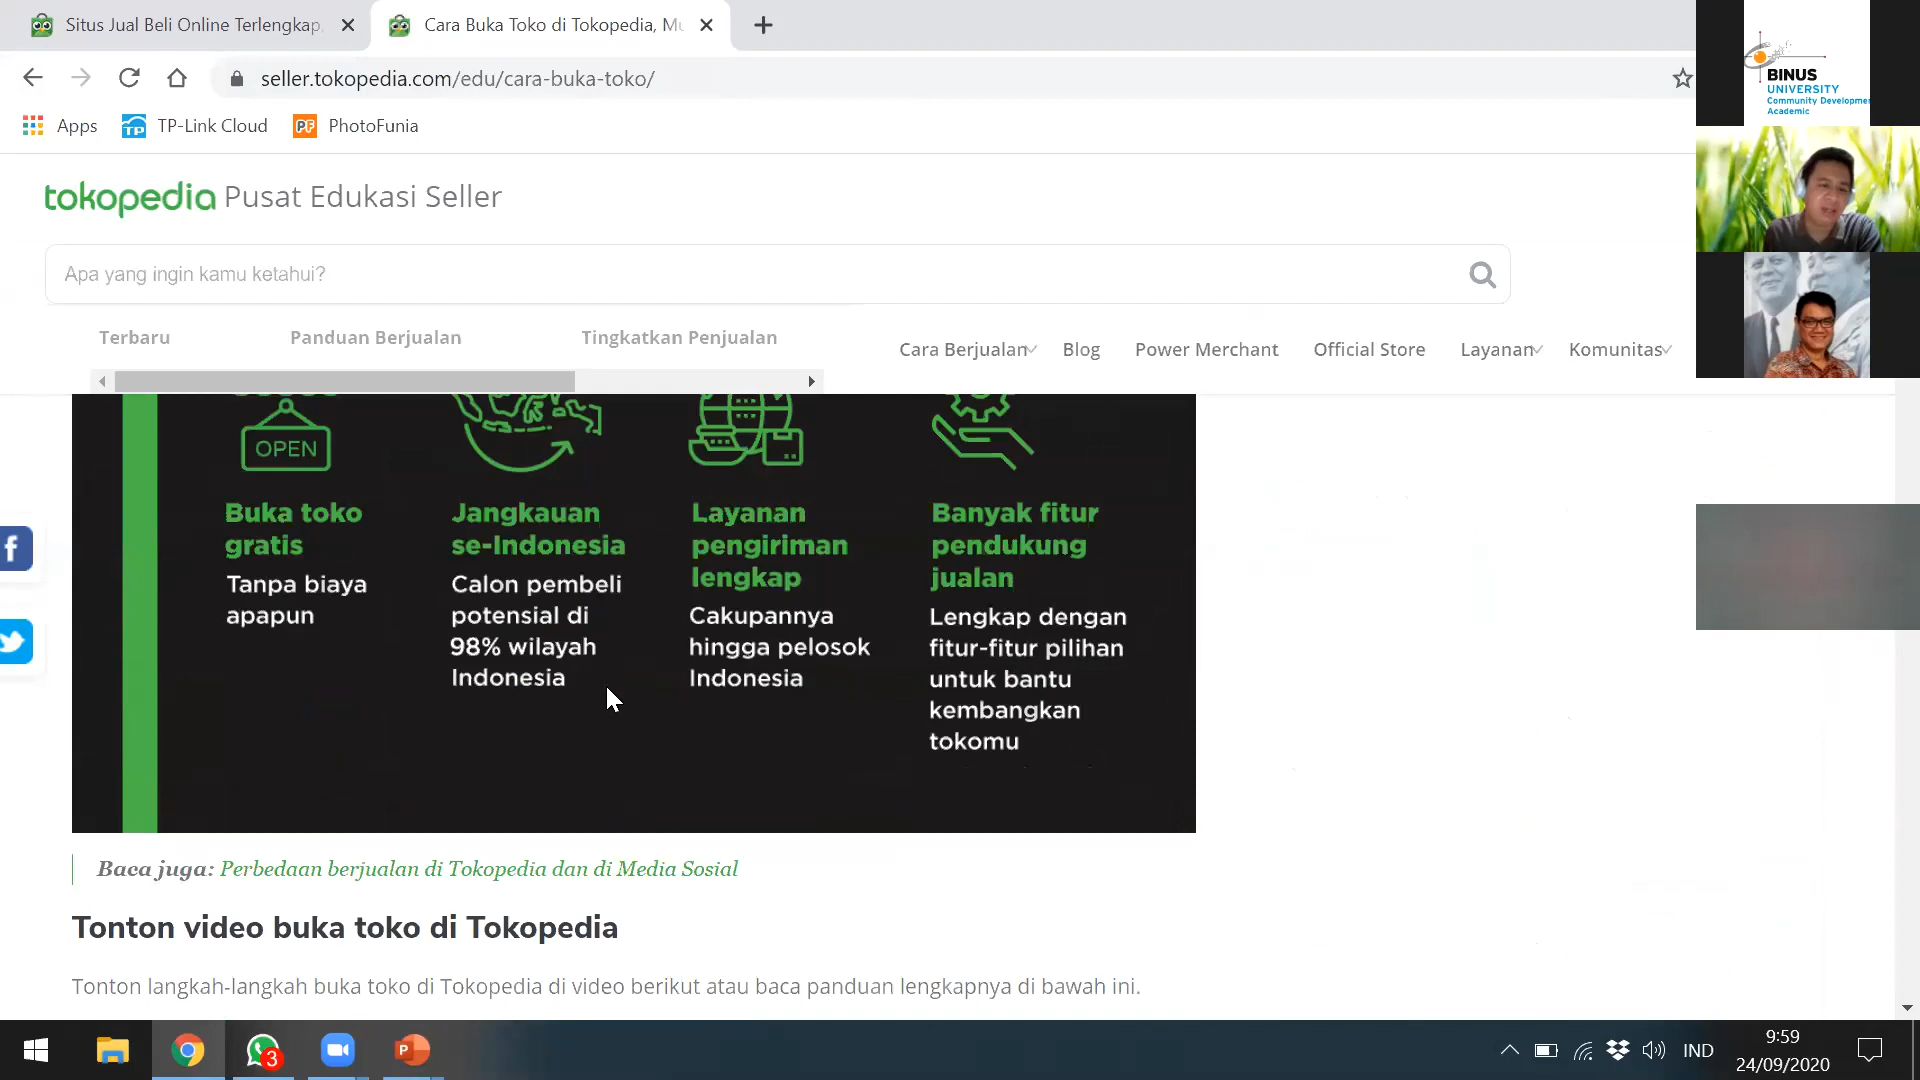 Situs Jual Beli Online Terlengkap,
Cara Buka Toko di Tokopedia, Mu
seller.tokopedia.com/edu/cara-buka-toko/
Apps
TP-Link Cloud
PhotoFunia
BINUS
UNIVERSITY
Community Developme
Academic
tokopedia Pusat Edukasi Seller
Apa yang ingin kamu ketahui?
Terbaru
Panduan Berjualan
Tingkatkan Penjualan
Cara Berjualan
Blog
Power Merchant
Official Store
Layanan
Komunitas
OPEN
Buka toko
gratis
Tanpa biaya
apapun
Jangkauan
se-Indonesia
Calon pembeli
potensial di
98% wilayah
Indonesia
Layanan
pengiriman
lengkap
Cakupannya
hingga pelosok
Indonesia
Banyak fitur
pendukung
jualan
Lengkap dengan
fitur-fitur pilihan
untuk bantu
kembangkan
tokomu
Baca juga: Perbedaan berjualan di Tokopedia dan di Media Sosial
Tonton video buka toko di Tokopedia
Tonton langkah-langkah buka toko di Tokopedia di video berikut atau baca panduan lengkapnya di bawah ini.
3
IND
9:59
24/09/2020